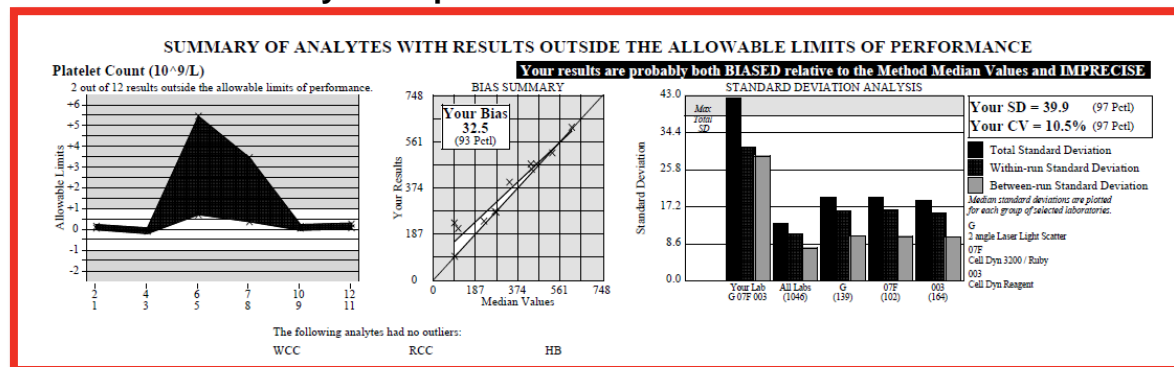 SUMMARY OF ANALYTES WITH RESULTS OUTSIDE THE ALLOWABLE LIMITS OF PERFORMANCE
Platelet Count (10^9/L)
Your results are probably both BIASED relative to the Method Median Values and IMPRECISE
2 out of 12 results outside the allowable limits of performance.
Allowable Limits
+6
+5
+4
+3
+2
+1
0
-1
-2
2 4 6 7 10 12
1 3 5 8 9 11
BIAS SUMMARY
Your Bias
32.5
(93 Pctl)
Your Results
748
561
374
187
0
0 187 374 561 748
Median Values
STANDARD DEVIATION ANALYSIS
Max
Total
SD
Standard Deviation
43.0
34.4
25.8
17.2
8.6
0.0
Your Lab All Labs G 07F 003
G 07F 003 (1046) (139) (102) (164)
Your SD = 39.9 (97 Pctl)
Your CV = 10.5% (97 Pctl)
Total Standard Deviation
Within-run Standard Deviation
Between-run Standard Deviation
Median standard deviations are plotted
for each group of selected laboratories.
G
2 angle Laser Light Scatter
07F
Cell Dyn 3200 / Ruby
003
Cell Dyn Reagent
The following analytes had no outliers:
WCC RCC HB